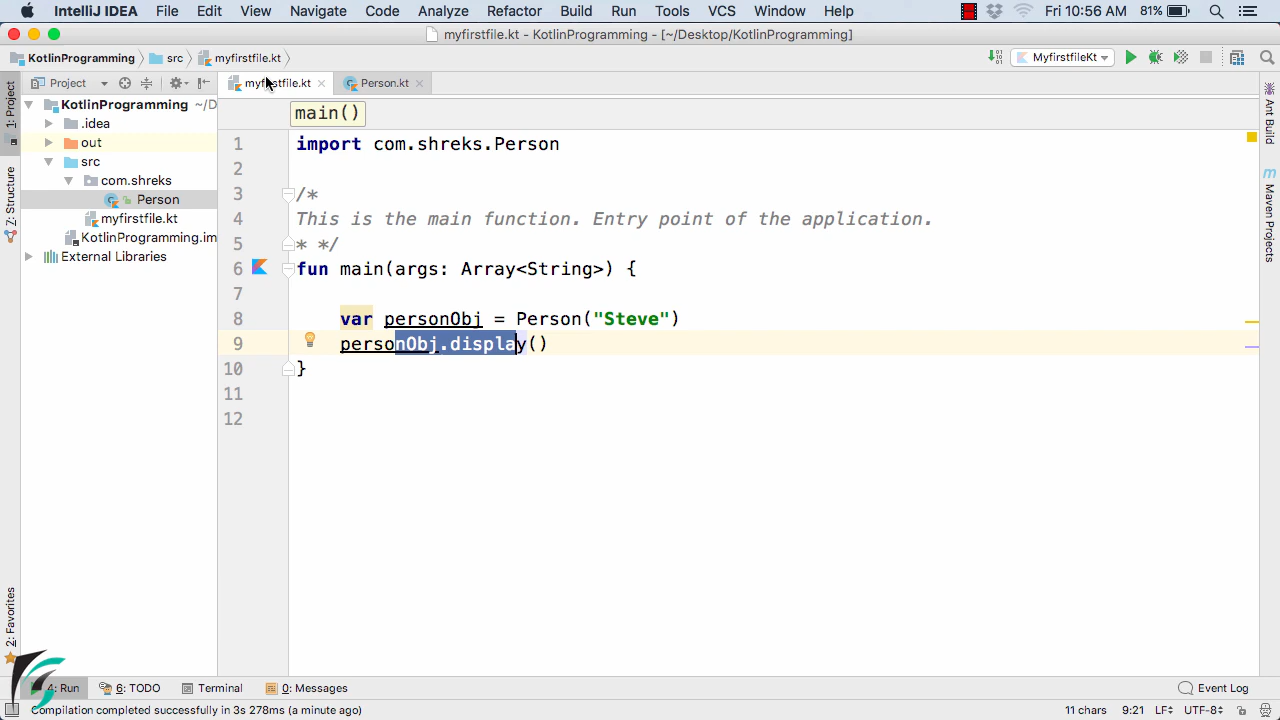 IntelliJ IDEA File Edit View Navigate Code Analyze Refactor Build Run Tools VCS Window Help Fri 10:56 AM 81%
myfirstfile.kt - KotlinProgramming - [~/Desktop/KotlinProgramming]
KotlinProgramming src myfirstfile.kt MyfirstfileKt
Project myfirstfile.kt Person.kt
1: Project
Z: Structure
2: Favorites
KotlinProgramming ~/D
.idea
out
src
com.shreks
Person
myfirstfile.kt
KotlinProgramming.im
External Libraries
main()
1 import com.shreks.Person
2
3 /*
4 This is the main function. Entry point of the application.
5 * */
6 fun main(args: Array<String>) {
7
8 var personObj = Person("Steve")
9 personObj.display()
10 }
11
12
Ant Build
m Maven Projects
4: Run 6: TODO Terminal 0: Messages Event Log
Compilation completed successfully in 3s 278ms (a minute ago) 11 chars 9:21 LF÷ UTF-8÷